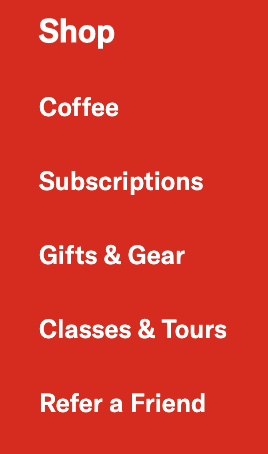 Shop
Coffee
Subscriptions
Gifts & Gear
Classes & Tours
Refer a Friend